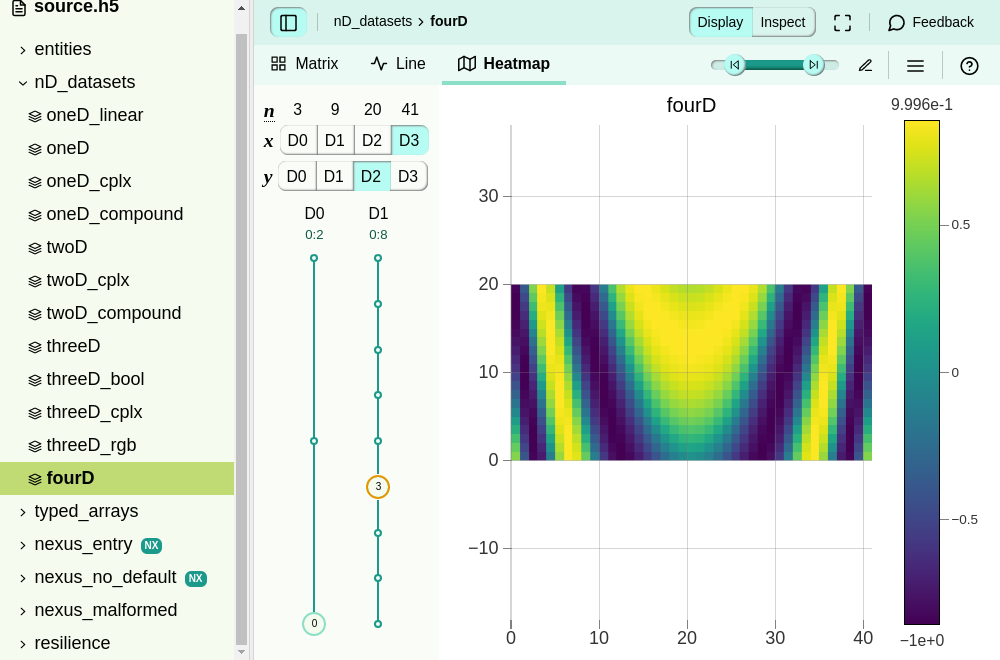 source.h5
entities
nD_datasets
oneD_linear
oneD
oneD_cplx
oneD_compound
twoD
twoD_cplx
twoD_compound
threeD
threeD_bool
threeD_cplx
threeD_rgb
fourD
typed_arrays
nexus_entry NX
nexus_no_default NX
nexus_malformed
resilience
nD_datasets › fourD
Display Inspect
Feedback
Matrix Line Heatmap
n 3 9 20 41
x D0 D1 D2 D3
y D0 D1 D2 D3
D0 D1
0:2 0:8
3
0
fourD
30
20
10
0
−10
0 10 20 30 40
9.996e-1
0.5
0
−0.5
−1e+0